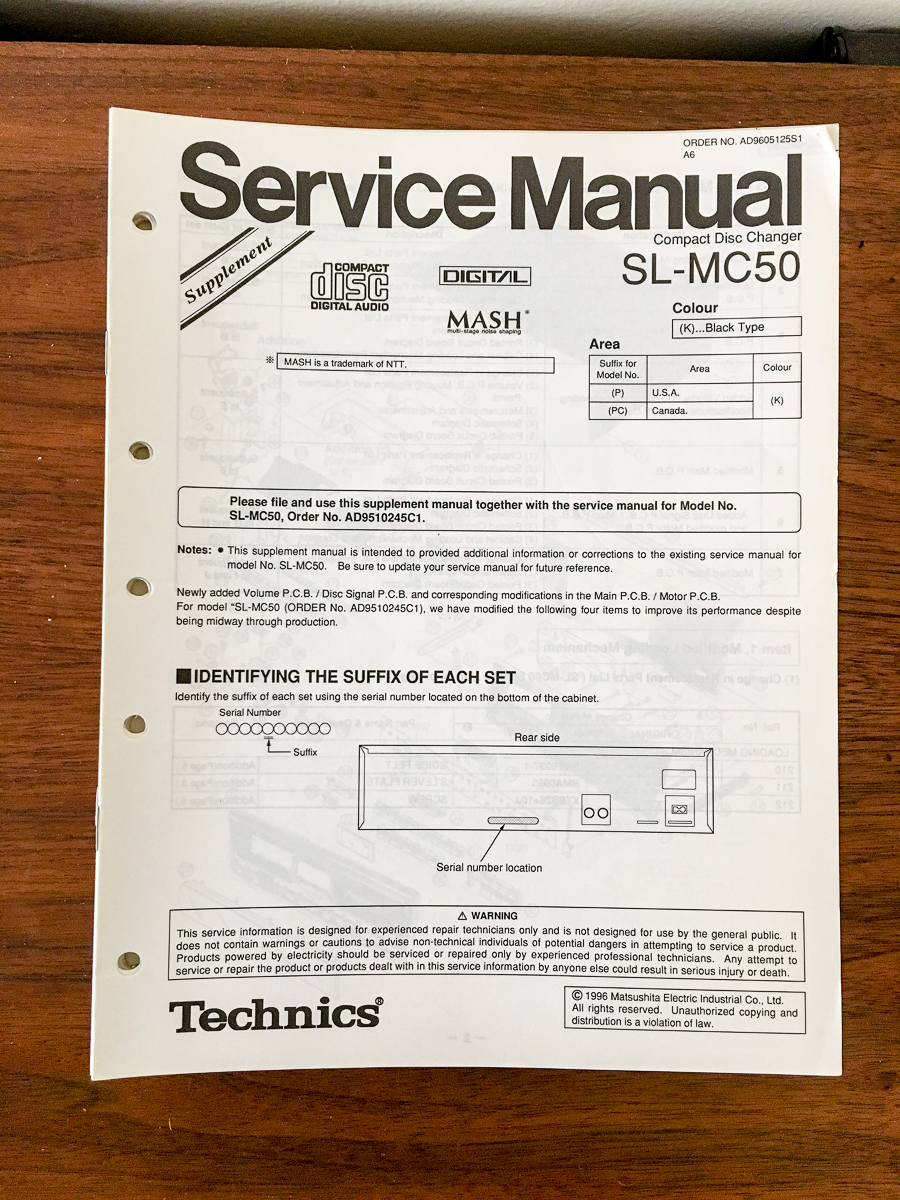 ORDER NO. AD9605125S1
A6
Service Manual
Supplement
Compact Disc Changer
SL-MC50
COMPACT
disc
DIGITAL AUDIO
DIGITAL
MASH※
multi-stage noise shaping
Colour
(K)...Black Type
※ MASH is a trademark of NTT.
Area
Suffix for Model No. Area Colour
(P) U.S.A. (K)
(PC) Canada.
Please file and use this supplement manual together with the service manual for Model No.
SL-MC50, Order No. AD9510245C1.
Notes: ● This supplement manual is intended to provided additional information or corrections to the existing service manual for
model No. SL-MC50. Be sure to update your service manual for future reference.
Newly added Volume P.C.B. / Disc Signal P.C.B. and corresponding modifications in the Main P.C.B. / Motor P.C.B.
For model "SL-MC50 (ORDER No. AD9510245C1), we have modified the following four items to improve its performance despite
being midway through production.
■IDENTIFYING THE SUFFIX OF EACH SET
Identify the suffix of each set using the serial number located on the bottom of the cabinet.
Serial Number
Suffix
Rear side
Serial number location
⚠ WARNING
This service information is designed for experienced repair technicians only and is not designed for use by the general public. It
does not contain warnings or cautions to advise non-technical individuals of potential dangers in attempting to service a product.
Products powered by electricity should be serviced or repaired only by experienced professional technicians. Any attempt to
service or repair the product or products dealt with in this service information by anyone else could result in serious injury or death.
Technics®
© 1996 Matsushita Electric Industrial Co., Ltd.
All rights reserved. Unauthorized copying and
distribution is a violation of law.